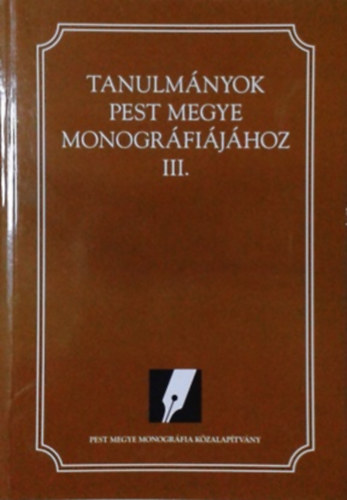 TANULMÁNYOK
PEST MEGYE
MONOGRÁFIÁJÁHOZ
III.
PEST MEGYE MONOGRÁFIA KÖZALAPÍTVÁNY